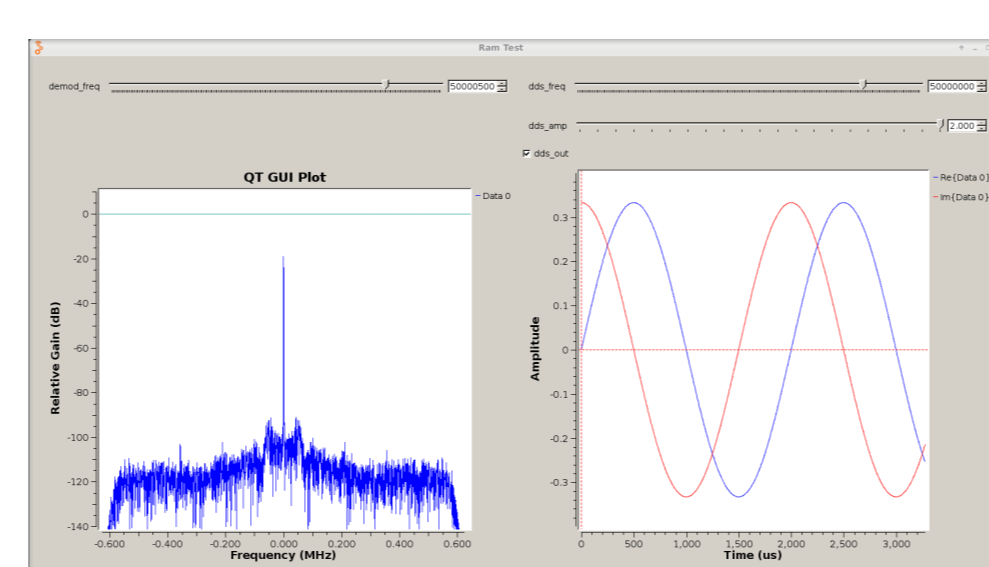 Ram Test
demod_freq 50000500
dds_freq 50000000
dds_amp 2.000
dds_out
QT GUI Plot
Data 0
Relative Gain (dB)
0
-20
-40
-60
-80
-100
-120
-140
-0.600 -0.400 -0.200 0.000 0.200 0.400 0.600
Frequency (MHz)
Re{Data 0}
Im{Data 0}
Amplitude
0.3
0.2
0.1
0
-0.1
-0.2
-0.3
0 500 1,000 1,500 2,000 2,500 3,000
Time (us)